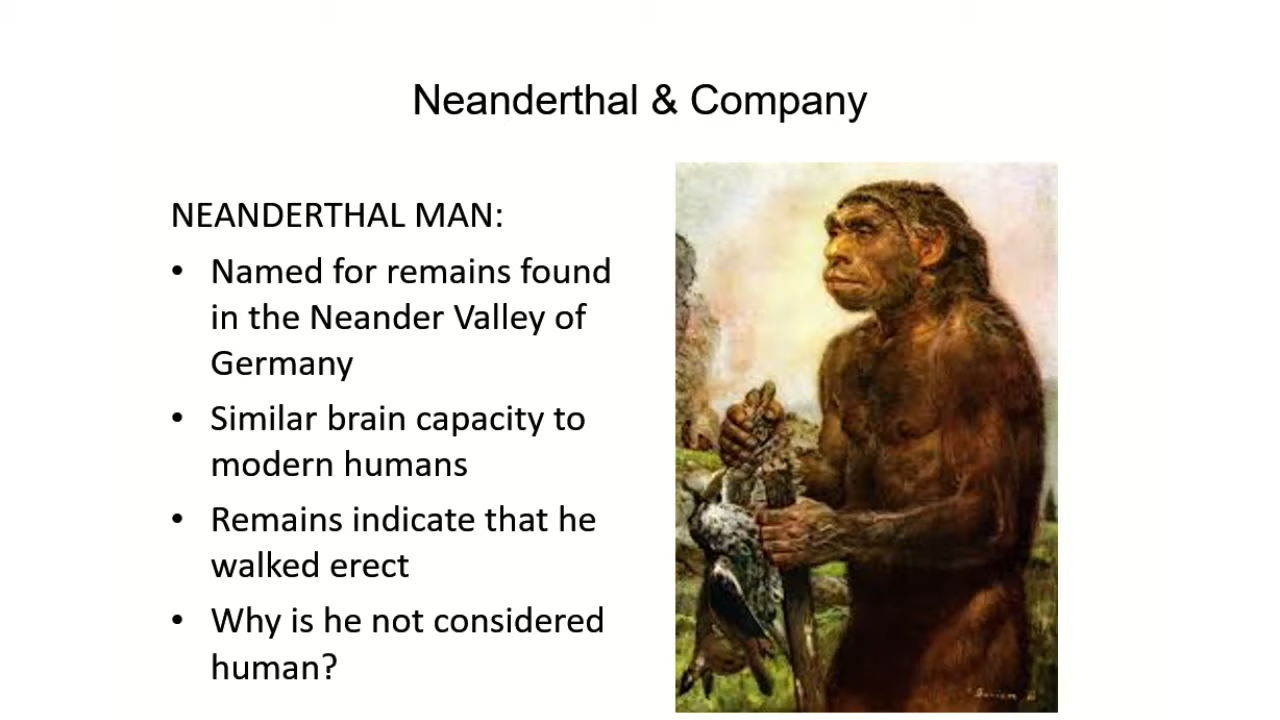 Neanderthal & Company
NEANDERTHAL MAN:
• Named for remains found
in the Neander Valley of
Germany
• Similar brain capacity to
modern humans
• Remains indicate that he
walked erect
• Why is he not considered
human?